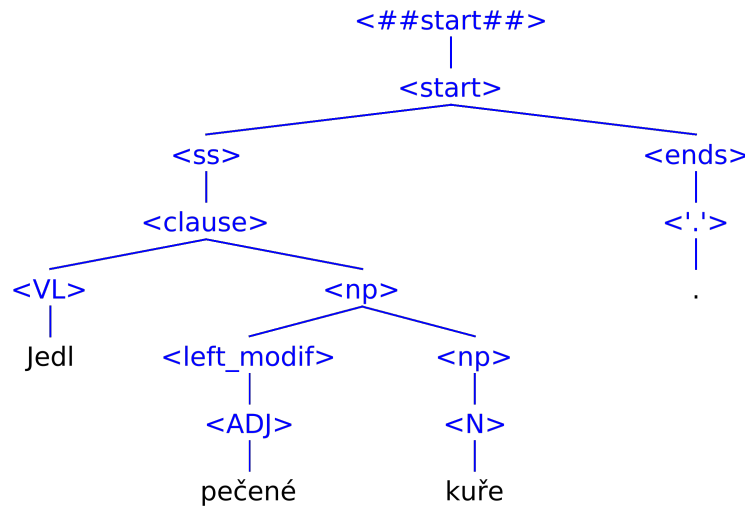 <##start##>
<start>
<ss> <ends>
<clause> <'.'>
<VL> <np> .
Jedl <left_modif> <np>
<ADJ> <N>
pečené kuře